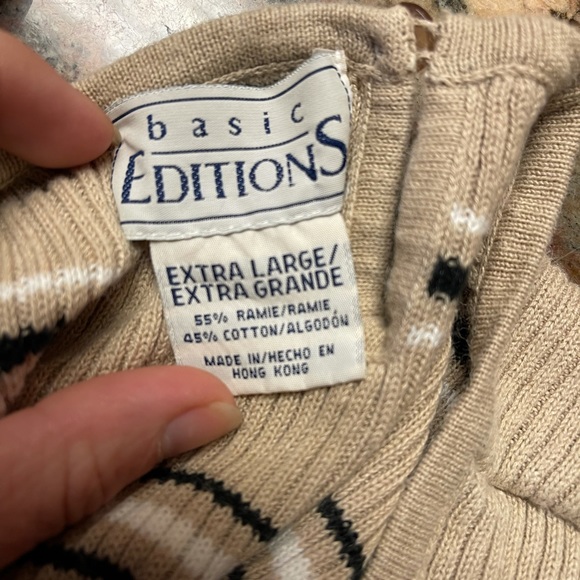 basic
EDITIONS
EXTRA LARGE/
EXTRA GRANDE
55% RAMIE/RAMIE
45% COTTON/ALGODÓN
MADE IN/HECHO EN
HONG KONG